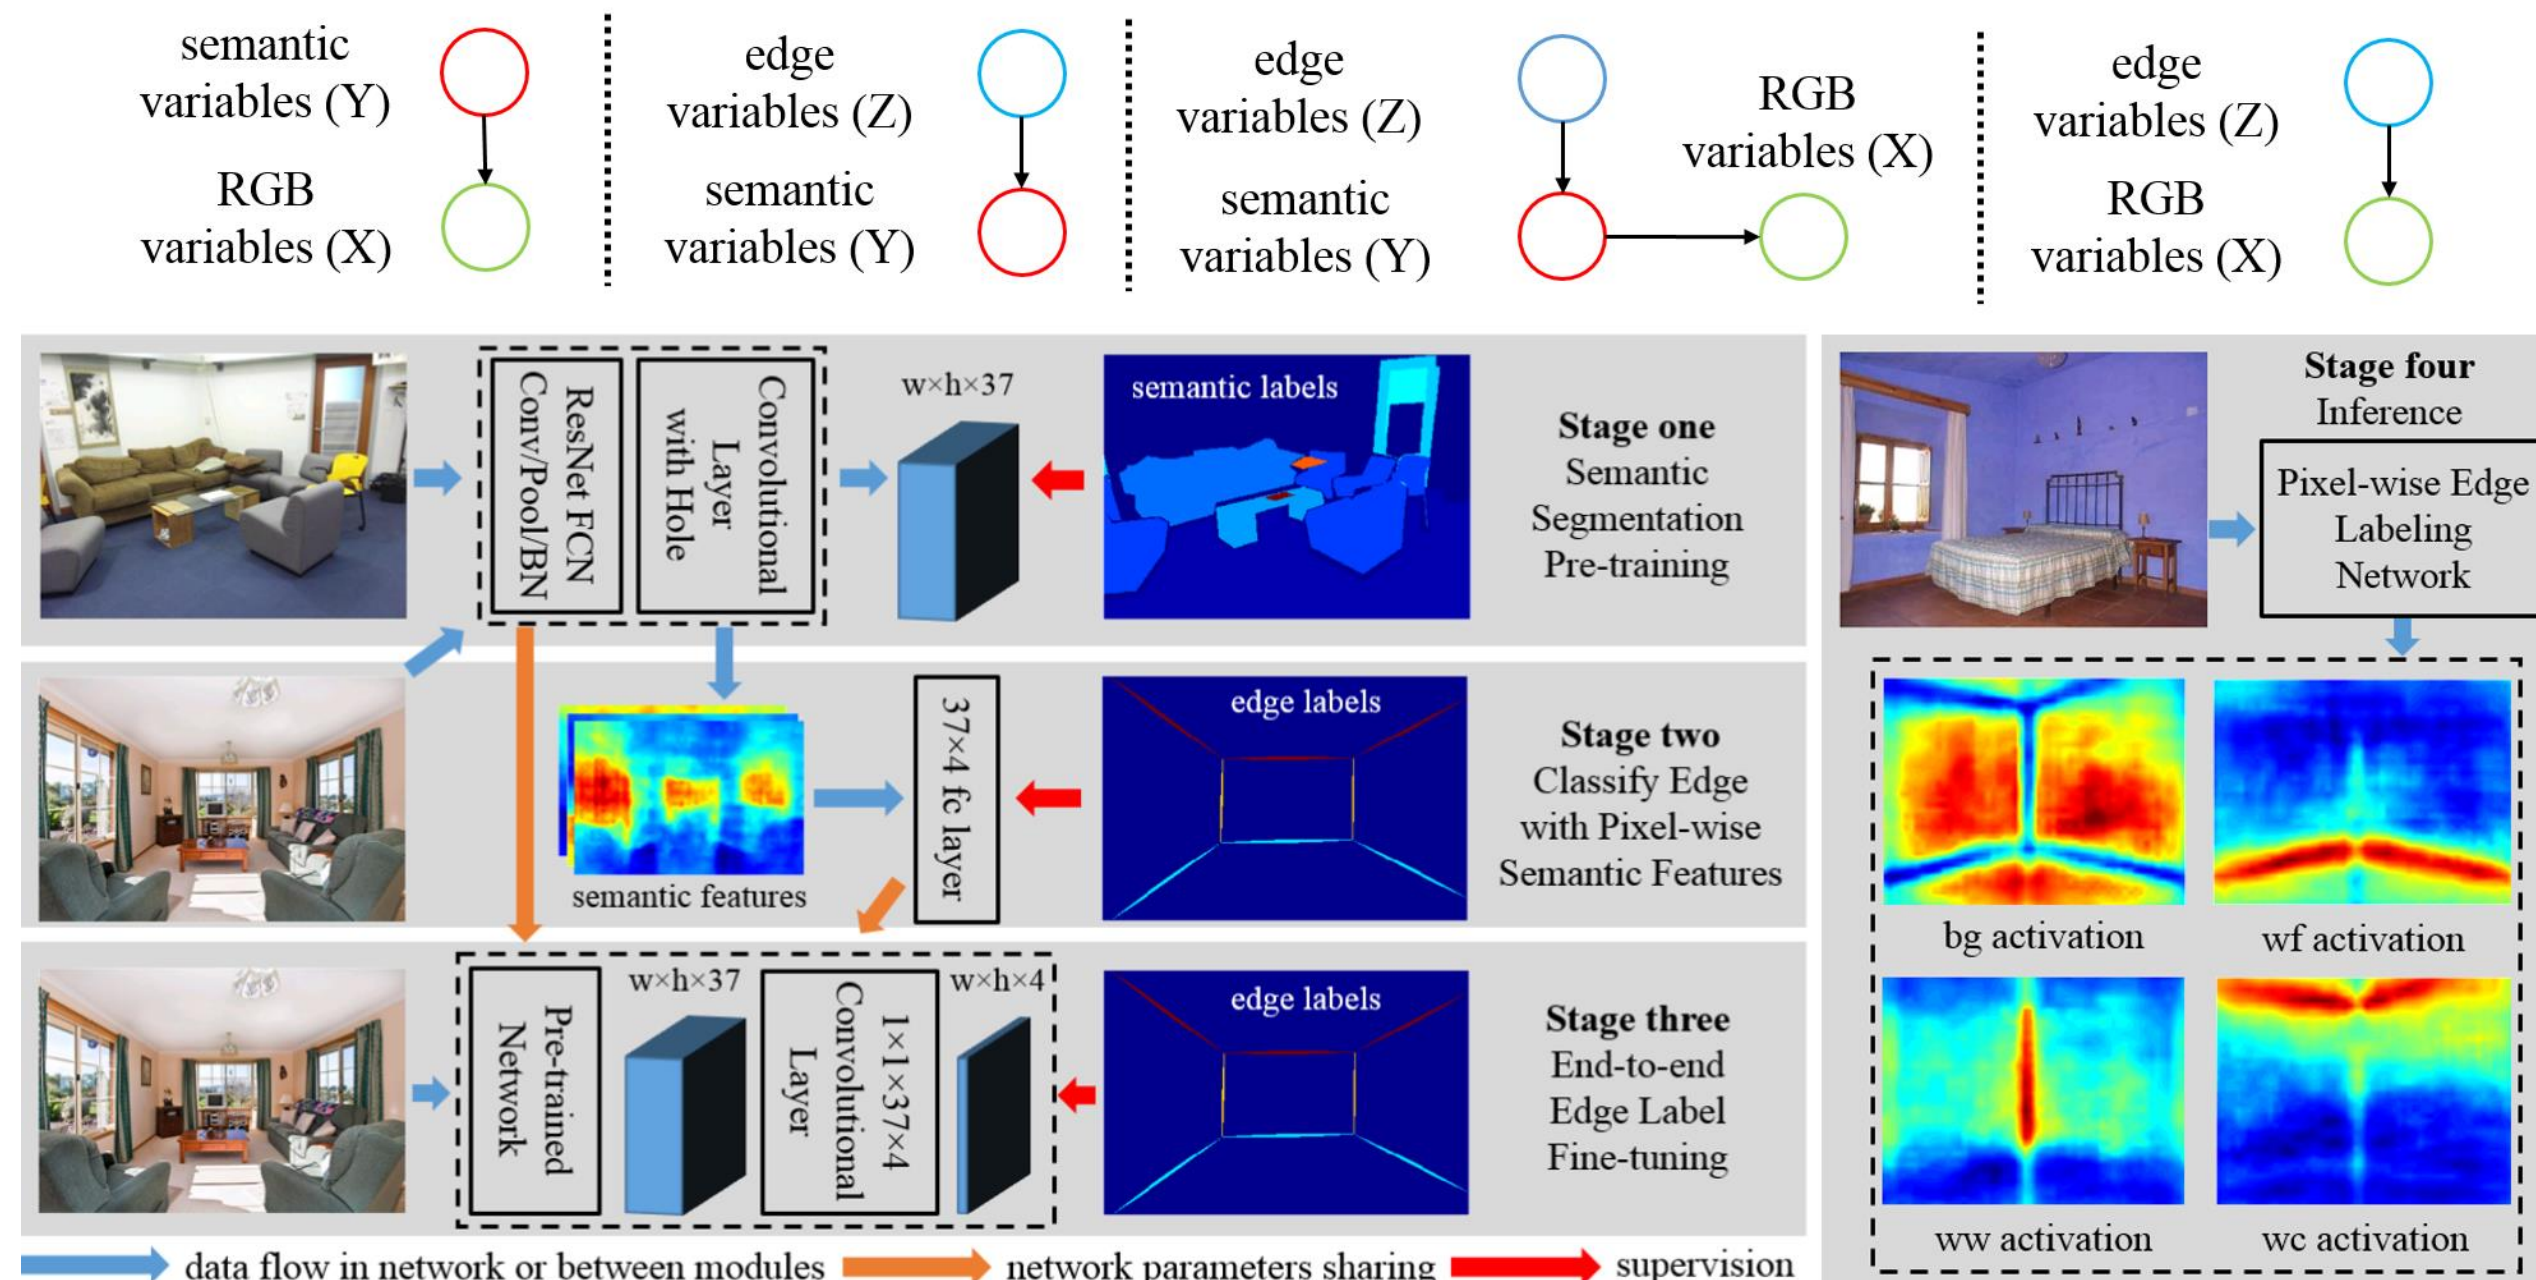 semantic
variables (Y)
RGB
variables (X)
edge
variables (Z)
semantic
variables (Y)
edge
variables (Z)
semantic
variables (Y)
RGB
variables (X)
edge
variables (Z)
RGB
variables (X)
ResNet FCN
Conv/Pool/BN
Convolutional
Layer
with Hole
w×h×37
semantic labels
Stage one
Semantic
Segmentation
Pre-training
semantic features
37×4 fc layer
edge labels
Stage two
Classify Edge
with Pixel-wise
Semantic Features
Pre-trained
Network
w×h×37
1×1×37×4
Convolutional
Layer
w×h×4
edge labels
Stage three
End-to-end
Edge Label
Fine-tuning
Stage four
Inference
Pixel-wise Edge
Labeling
Network
bg activation
wf activation
ww activation
wc activation
data flow in network or between modules
network parameters sharing
supervision